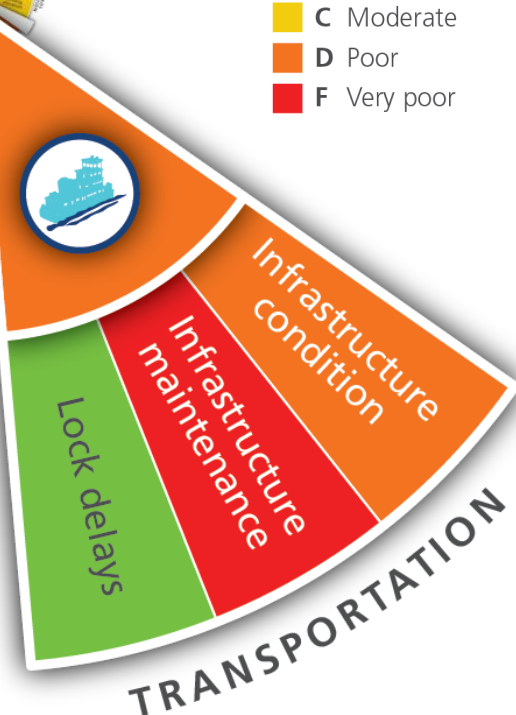 C Moderate
D Poor
F Very poor
Infrastructure
condition
Infrastructure
maintenance
Lock delays
TRANSPORTATION